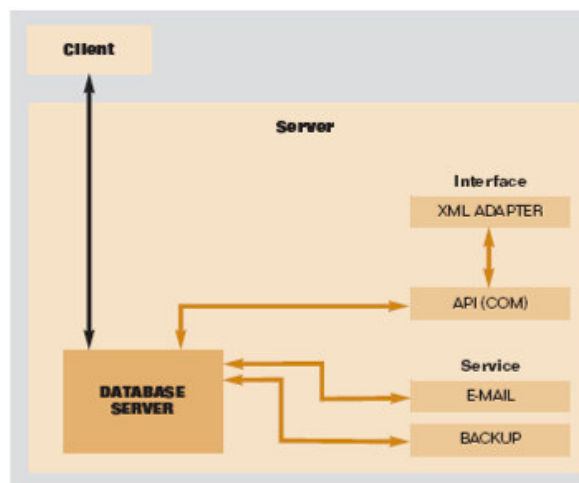 Client
Server
Interface
XML ADAPTER
API (COM)
Service
DATABASE
SERVER
E-MAIL
BACKUP